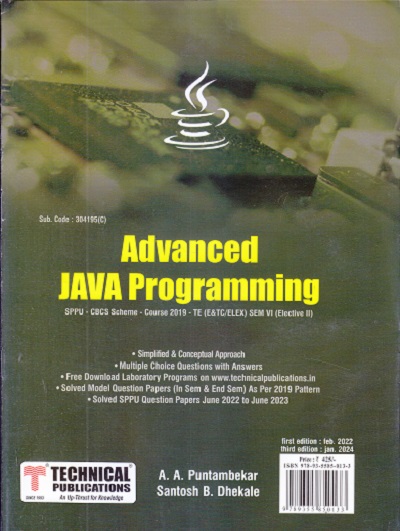 Sub. Code : 304195(C)
Advanced
JAVA Programming
SPPU - CBCS Scheme - Course 2019 - TE (E&TC/ELEX) SEM VI (Elective II)
• Simplified & Conceptual Approach
• Multiple Choice Questions with Answers
• Free Download Laboratory Programs on www.technicalpublications.in
• Solved Model Question Papers (In Sem & End Sem) As Per 2019 Pattern
• Solved SPPU Question Papers June 2022 to June 2023
first edition : feb. 2022
third edition : jan. 2024
TECHNICAL
PUBLICATIONS
SINCE 1993
An Up-Thrust for Knowledge
A. A. Puntambekar
Santosh B. Dhekale